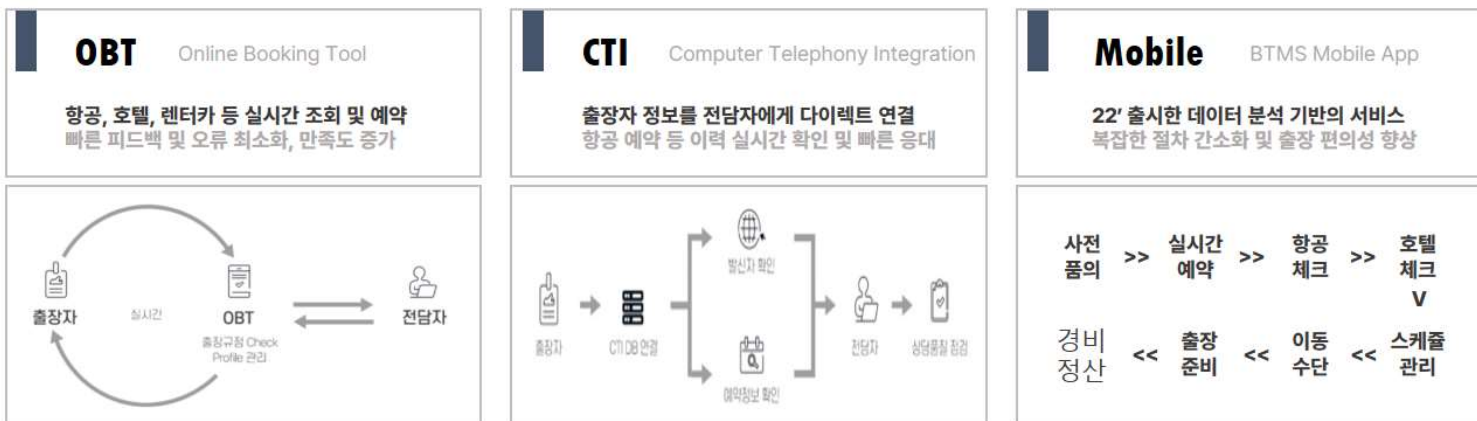 OBT Online Booking Tool
항공, 호텔, 렌터카 등 실시간 조회 및 예약
빠른 피드백 및 오류 최소화, 만족도 증가
출장자
실시간
OBT
출장규정 Check
Profile 관리
전담자
CTI Computer Telephony Integration
출장자 정보를 전담자에게 다이렉트 연결
항공 예약 등 이력 실시간 확인 및 빠른 응대
출장자
CTI DB 연결
발신자 확인
예약정보 확인
전담자
상담품질 점검
Mobile BTMS Mobile App
22’ 출시한 데이터 분석 기반의 서비스
복잡한 절차 간소화 및 출장 편의성 향상
사전 >> 실시간 >> 항공 >> 호텔
품의 예약 체크 체크
V
경비 << 출장 << 이동 << 스케쥴
정산 준비 수단 관리